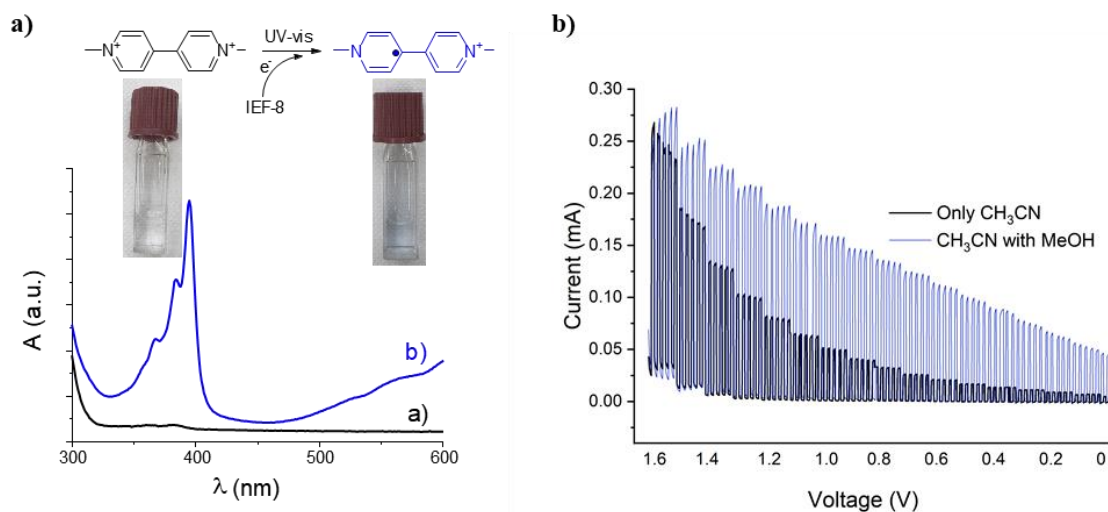 a)
N⁺
N⁺
UV-vis
e⁻
IEF-8
N⁺
N⁺
A (a.u.)
b)
a)
300
400
500
600
λ (nm)
b)
0.30
0.25
0.20
0.15
0.10
0.05
0.00
Current (mA)
Only CH₃CN
CH₃CN with MeOH
1.6
1.4
1.2
1.0
0.8
0.6
0.4
0.2
0
Voltage (V)